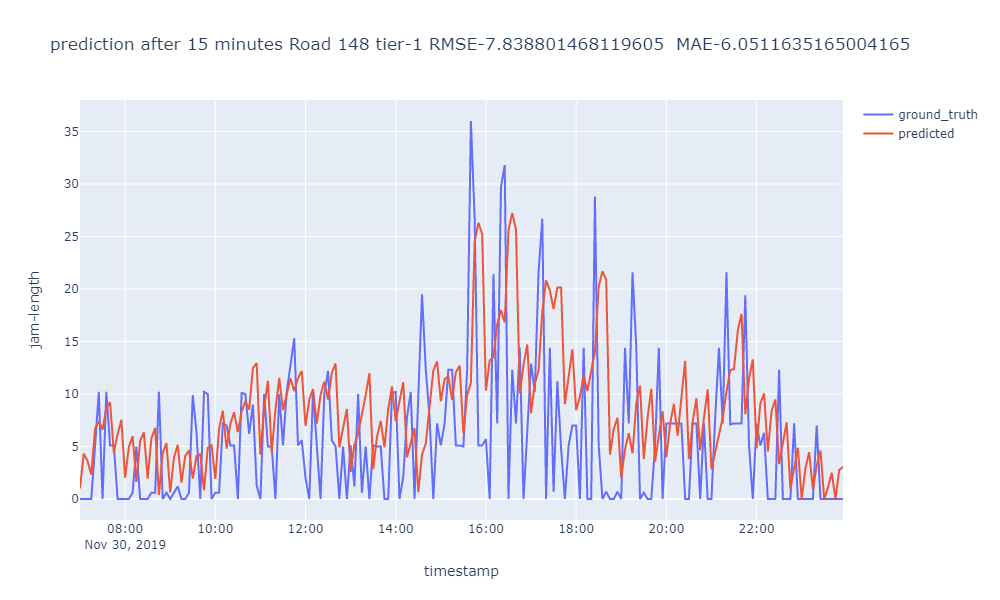 prediction after 15 minutes Road 148 tier-1 RMSE-7.838801468119605  MAE-6.0511635165004165
ground_truth
predicted
jam-length
35
30
25
20
15
10
5
0
08:00 10:00 12:00 14:00 16:00 18:00 20:00 22:00
Nov 30, 2019
timestamp